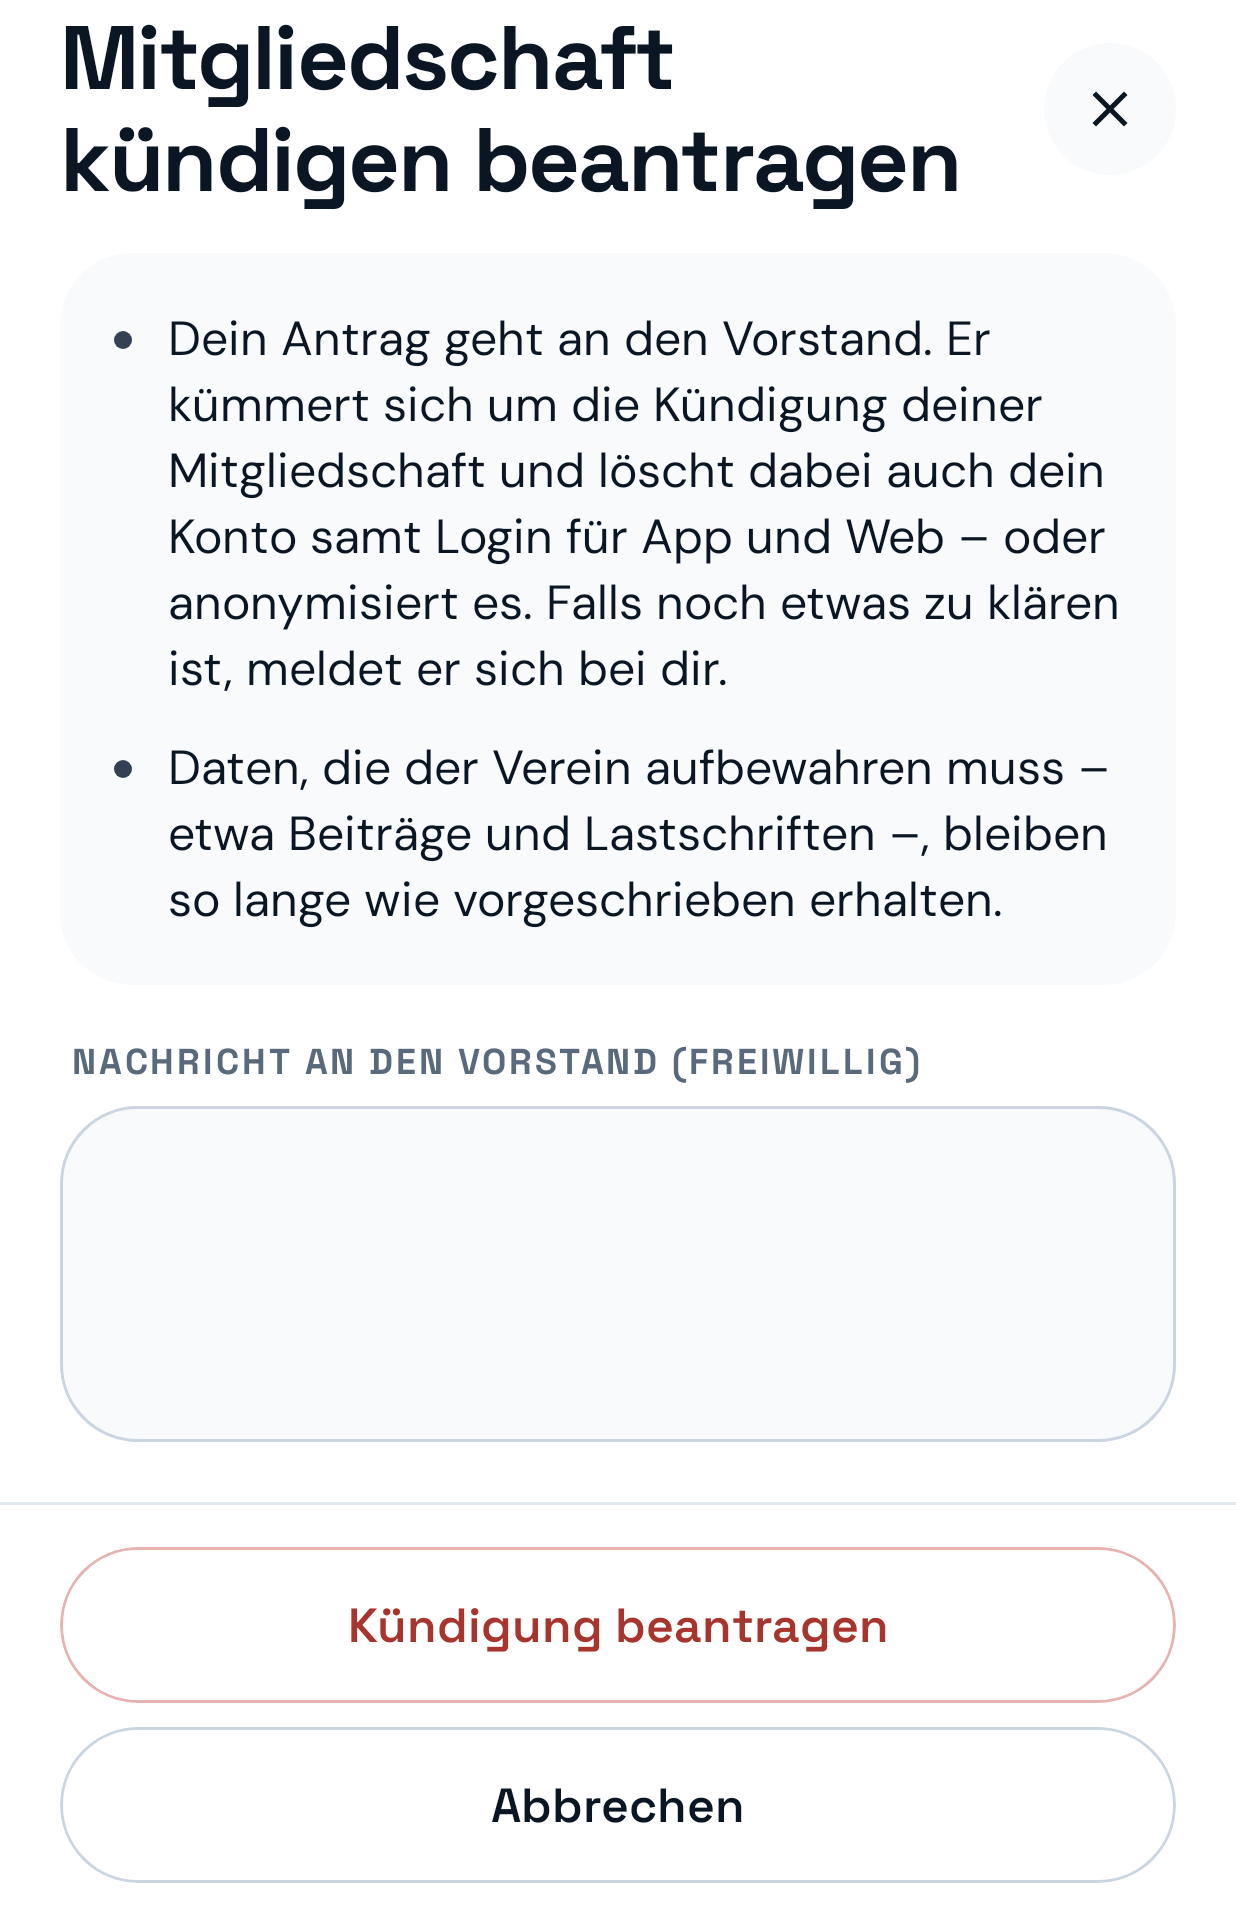 Mitgliedschaft
kündigen beantragen
• Dein Antrag geht an den Vorstand. Er
kümmert sich um die Kündigung deiner
Mitgliedschaft und löscht dabei auch dein
Konto samt Login für App und Web – oder
anonymisiert es. Falls noch etwas zu klären
ist, meldet er sich bei dir.
• Daten, die der Verein aufbewahren muss –
etwa Beiträge und Lastschriften –, bleiben
so lange wie vorgeschrieben erhalten.
NACHRICHT AN DEN VORSTAND (FREIWILLIG)
Kündigung beantragen
Abbrechen